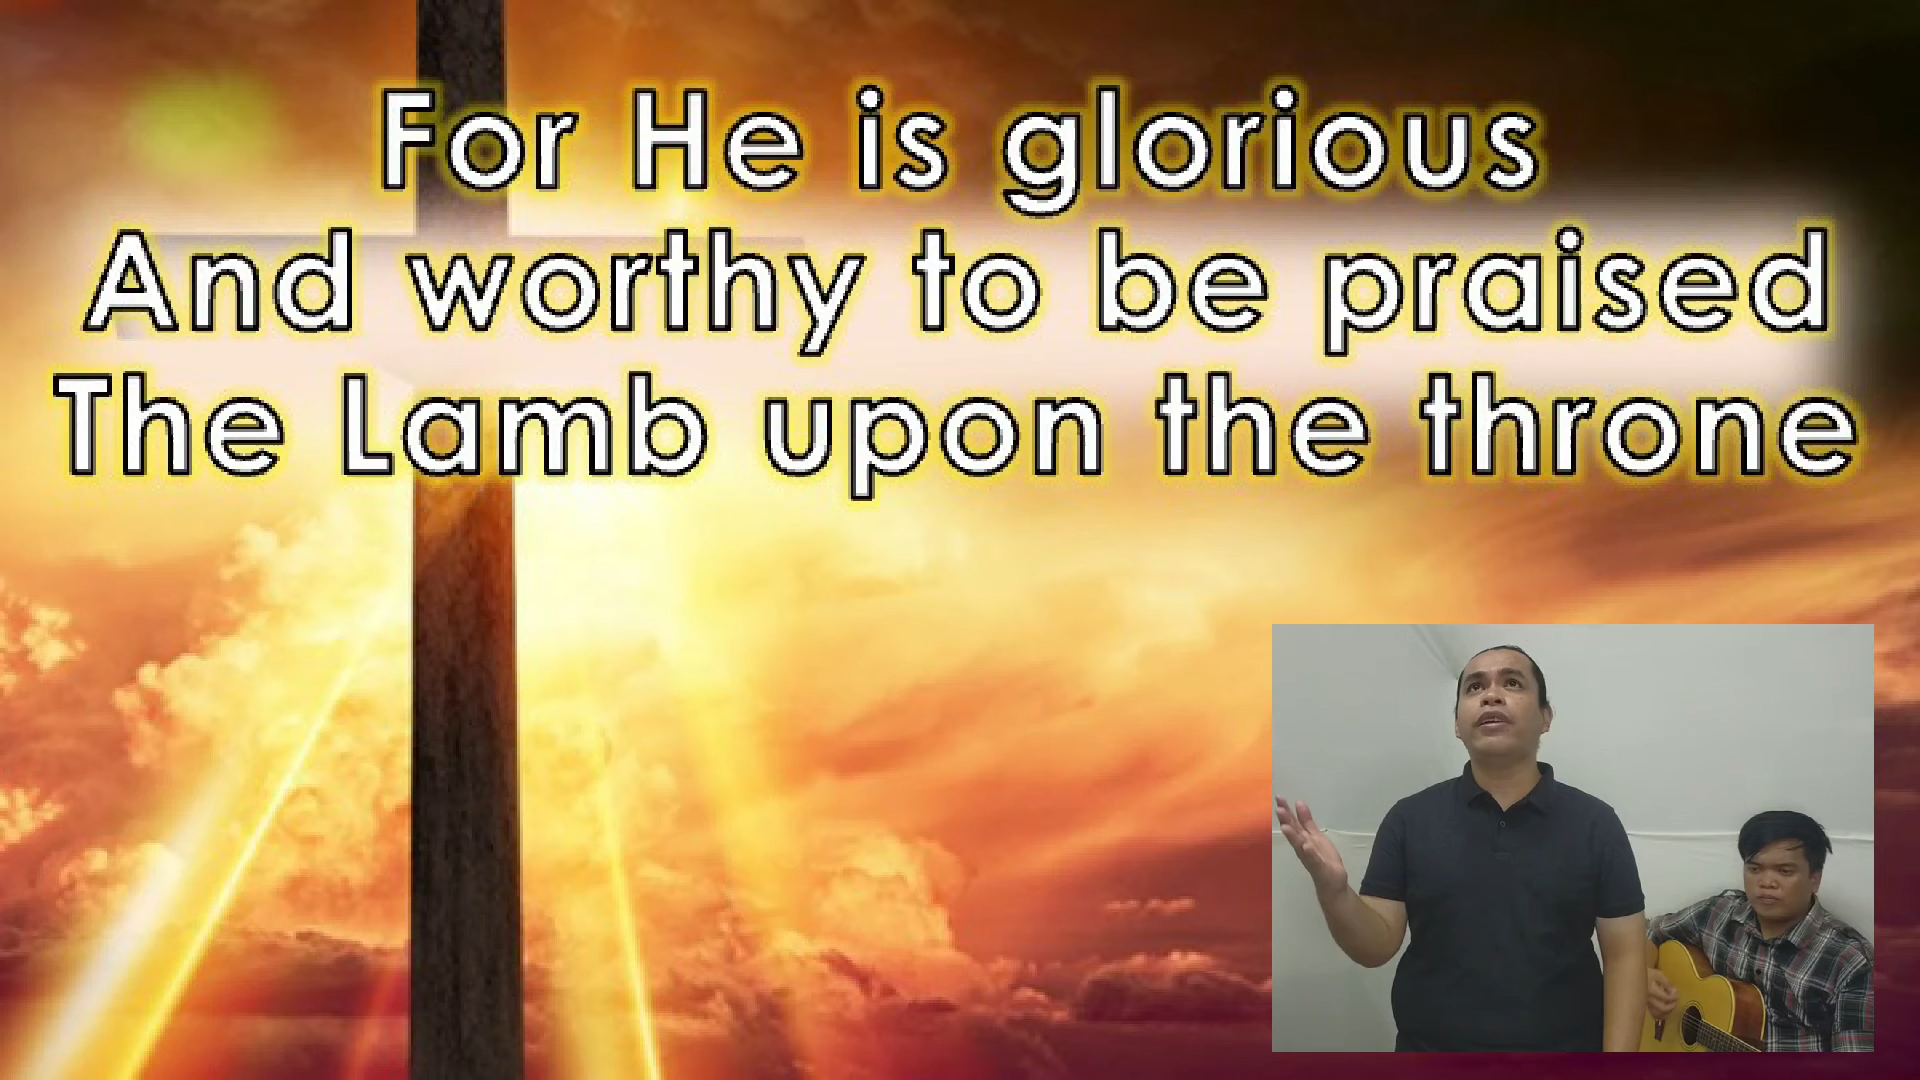 For He is glorious
And worthy to be praised
The Lamb upon the throne